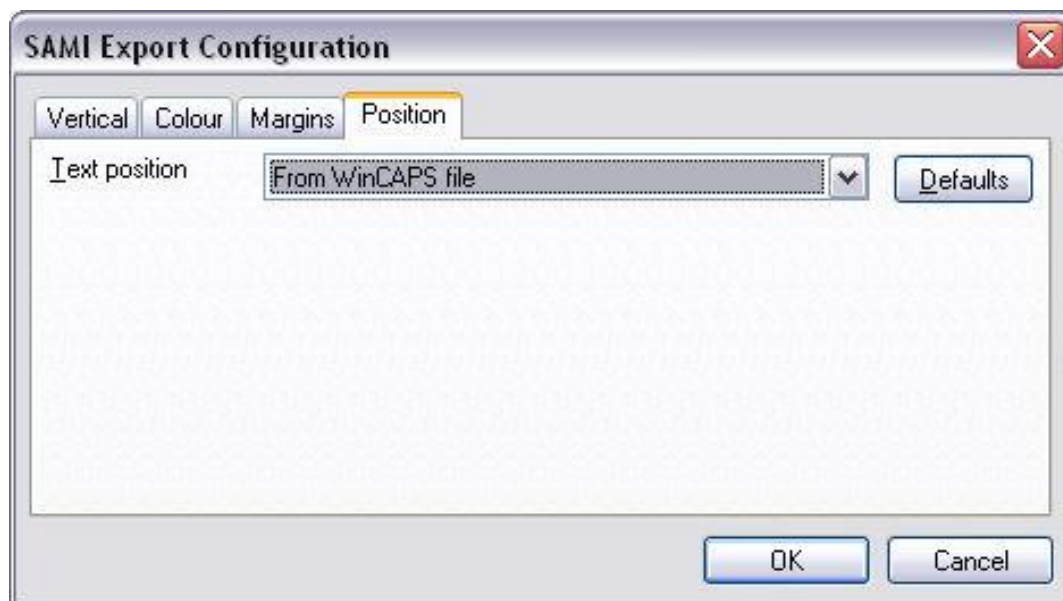 SAMI Export Configuration
Vertical Colour Margins Position
Text position From WinCAPS file Defaults
OK Cancel